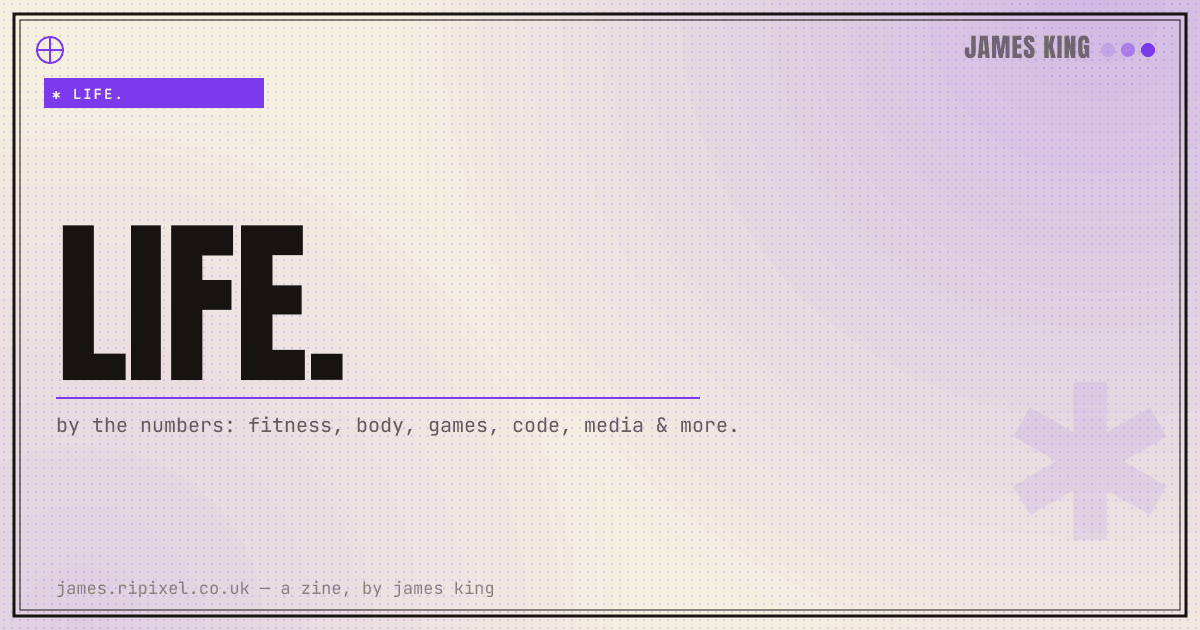 JAMES KING
* LIFE.
LIFE.
by the numbers: fitness, body, games, code, media & more.
james.ripixel.co.uk — a zine, by james king